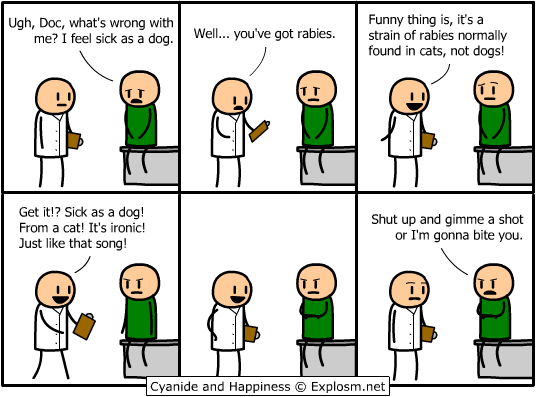 Ugh, Doc, what's wrong with
me? I feel sick as a dog.
Well... you've got rabies.
Funny thing is, it's a
strain of rabies normally
found in cats, not dogs!
Get it!? Sick as a dog!
From a cat! It's ironic!
Just like that song!
Shut up and gimme a shot
or I'm gonna bite you.
Cyanide and Happiness © Explosm.net